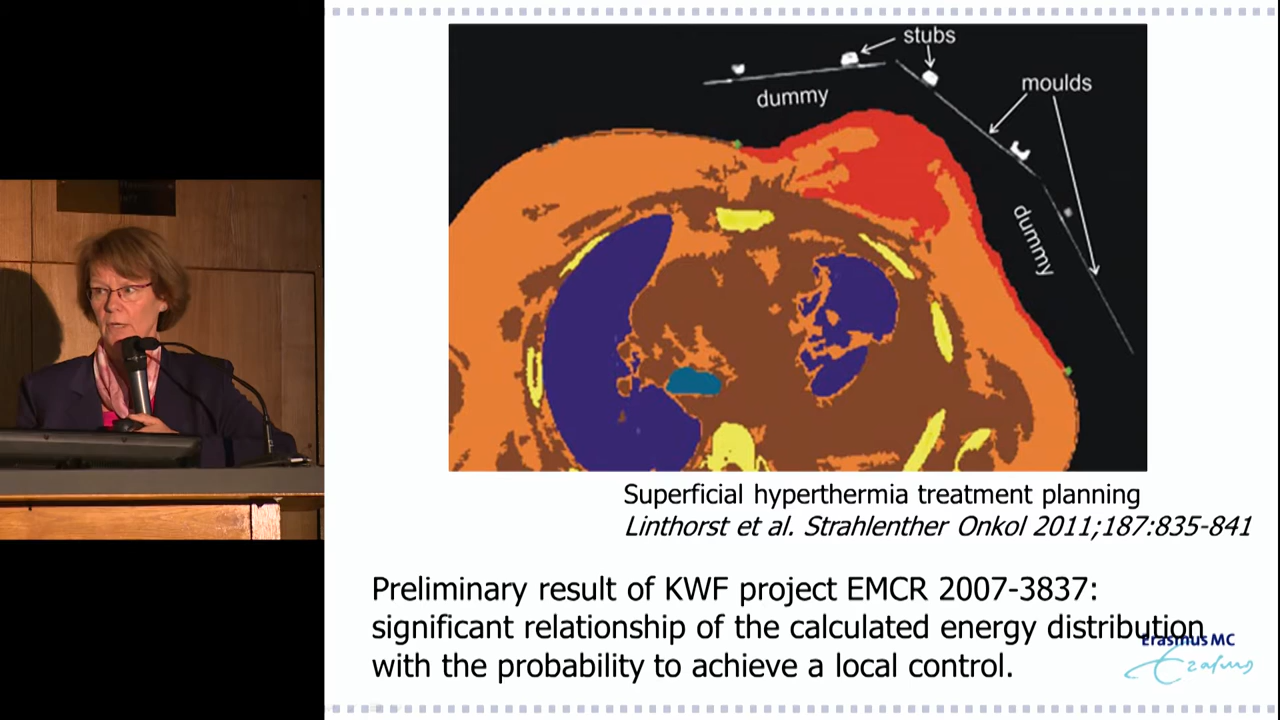 stubs
moulds
dummy
dummy
Superficial hyperthermia treatment planning
Linthorst et al. Strahlenther Onkol 2011;187:835-841
Preliminary result of KWF project EMCR 2007-3837:
significant relationship of the calculated energy distribution
with the probability to achieve a local control.
Erasmus MC
Erasmus